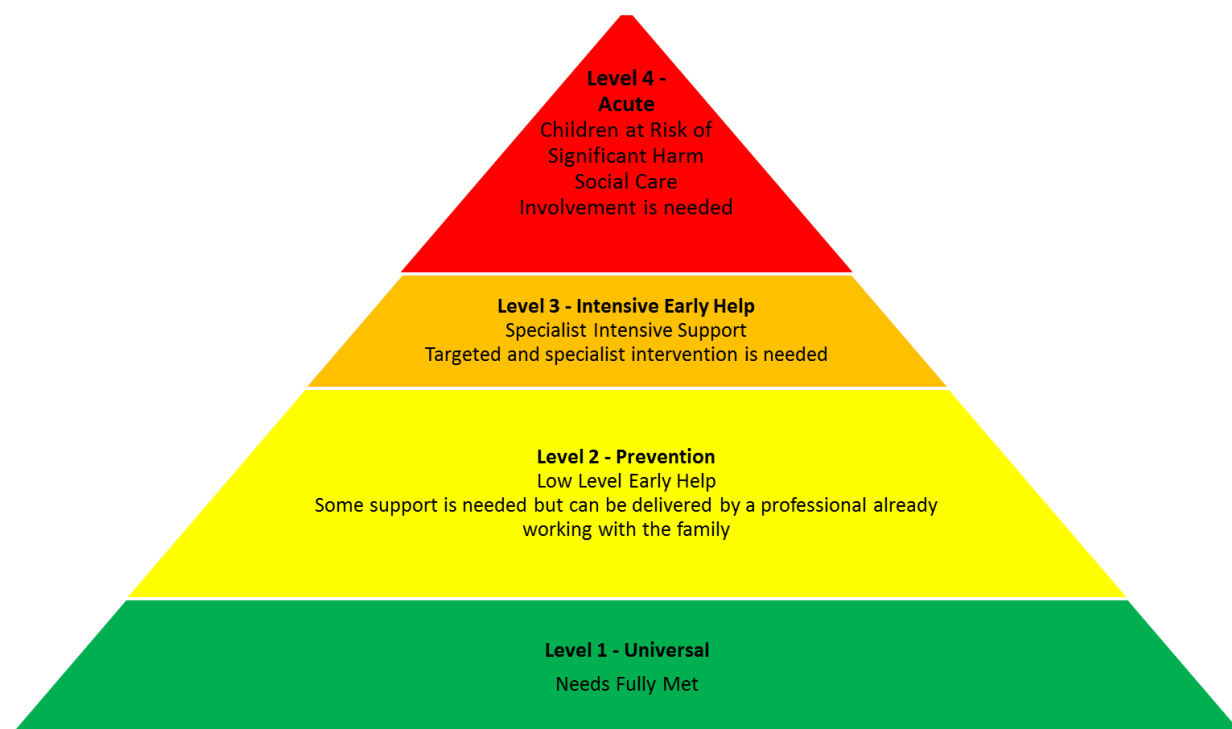 Level 4 -
Acute
Children at Risk of
Significant Harm
Social Care
Involvement is needed
Level 3 - Intensive Early Help
Specialist Intensive Support
Targeted and specialist intervention is needed
Level 2 - Prevention
Low Level Early Help
Some support is needed but can be delivered by a professional already
working with the family
Level 1 - Universal
Needs Fully Met